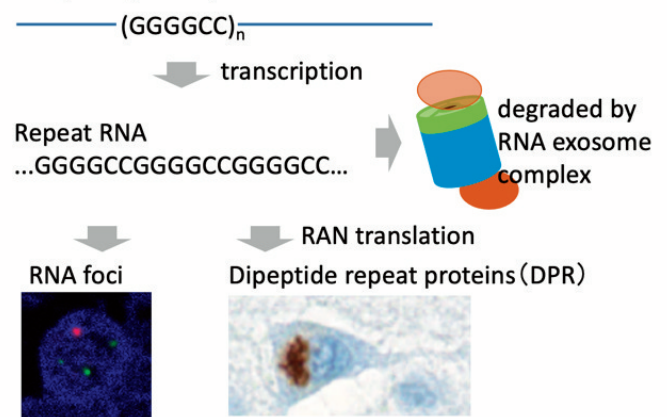 (GGGGCC)n
transcription
Repeat RNA
...GGGGCCGGGGCCGGGGCC...
degraded by
RNA exosome
complex
RAN translation
RNA foci
Dipeptide repeat proteins（DPR）